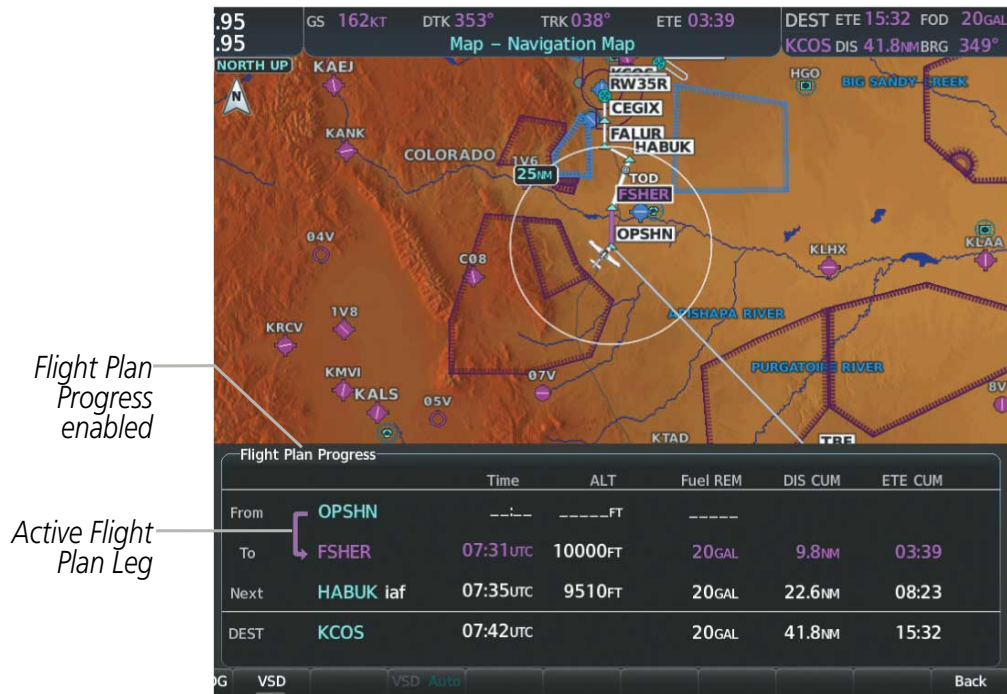 .95 GS 162KT DTK 353° TRK 038° ETE 03:39 DEST ETE 15:32 FOD 20GAL
.95 Map – Navigation Map KCOS DIS 41.8NM BRG 349°
NORTH UP
N
KAEJ
KCOS
HGO
BIG SANDY CREEK
RW35R
CEGIX
KANK
FALUR
HABUK
COLORADO
1V6
25NM
TOD
FSHER
04V
OPSHN
KLHX
KLAA
C08
1V8
APISHAPA RIVER
KRCV
PURGATOIRE RIVER
KMVI
07V
8V
KALS
05V
KTAD
TBE
Flight Plan
Progress
enabled
Flight Plan Progress
Time ALT Fuel REM DIS CUM ETE CUM
From OPSHN __:__ _____FT _____
Active Flight
Plan Leg
To FSHER 07:31UTC 10000FT 20GAL 9.8NM 03:39
Next HABUK iaf 07:35UTC 9510FT 20GAL 22.6NM 08:23
DEST KCOS 07:42UTC 20GAL 41.8NM 15:32
VSD VSD Auto Back